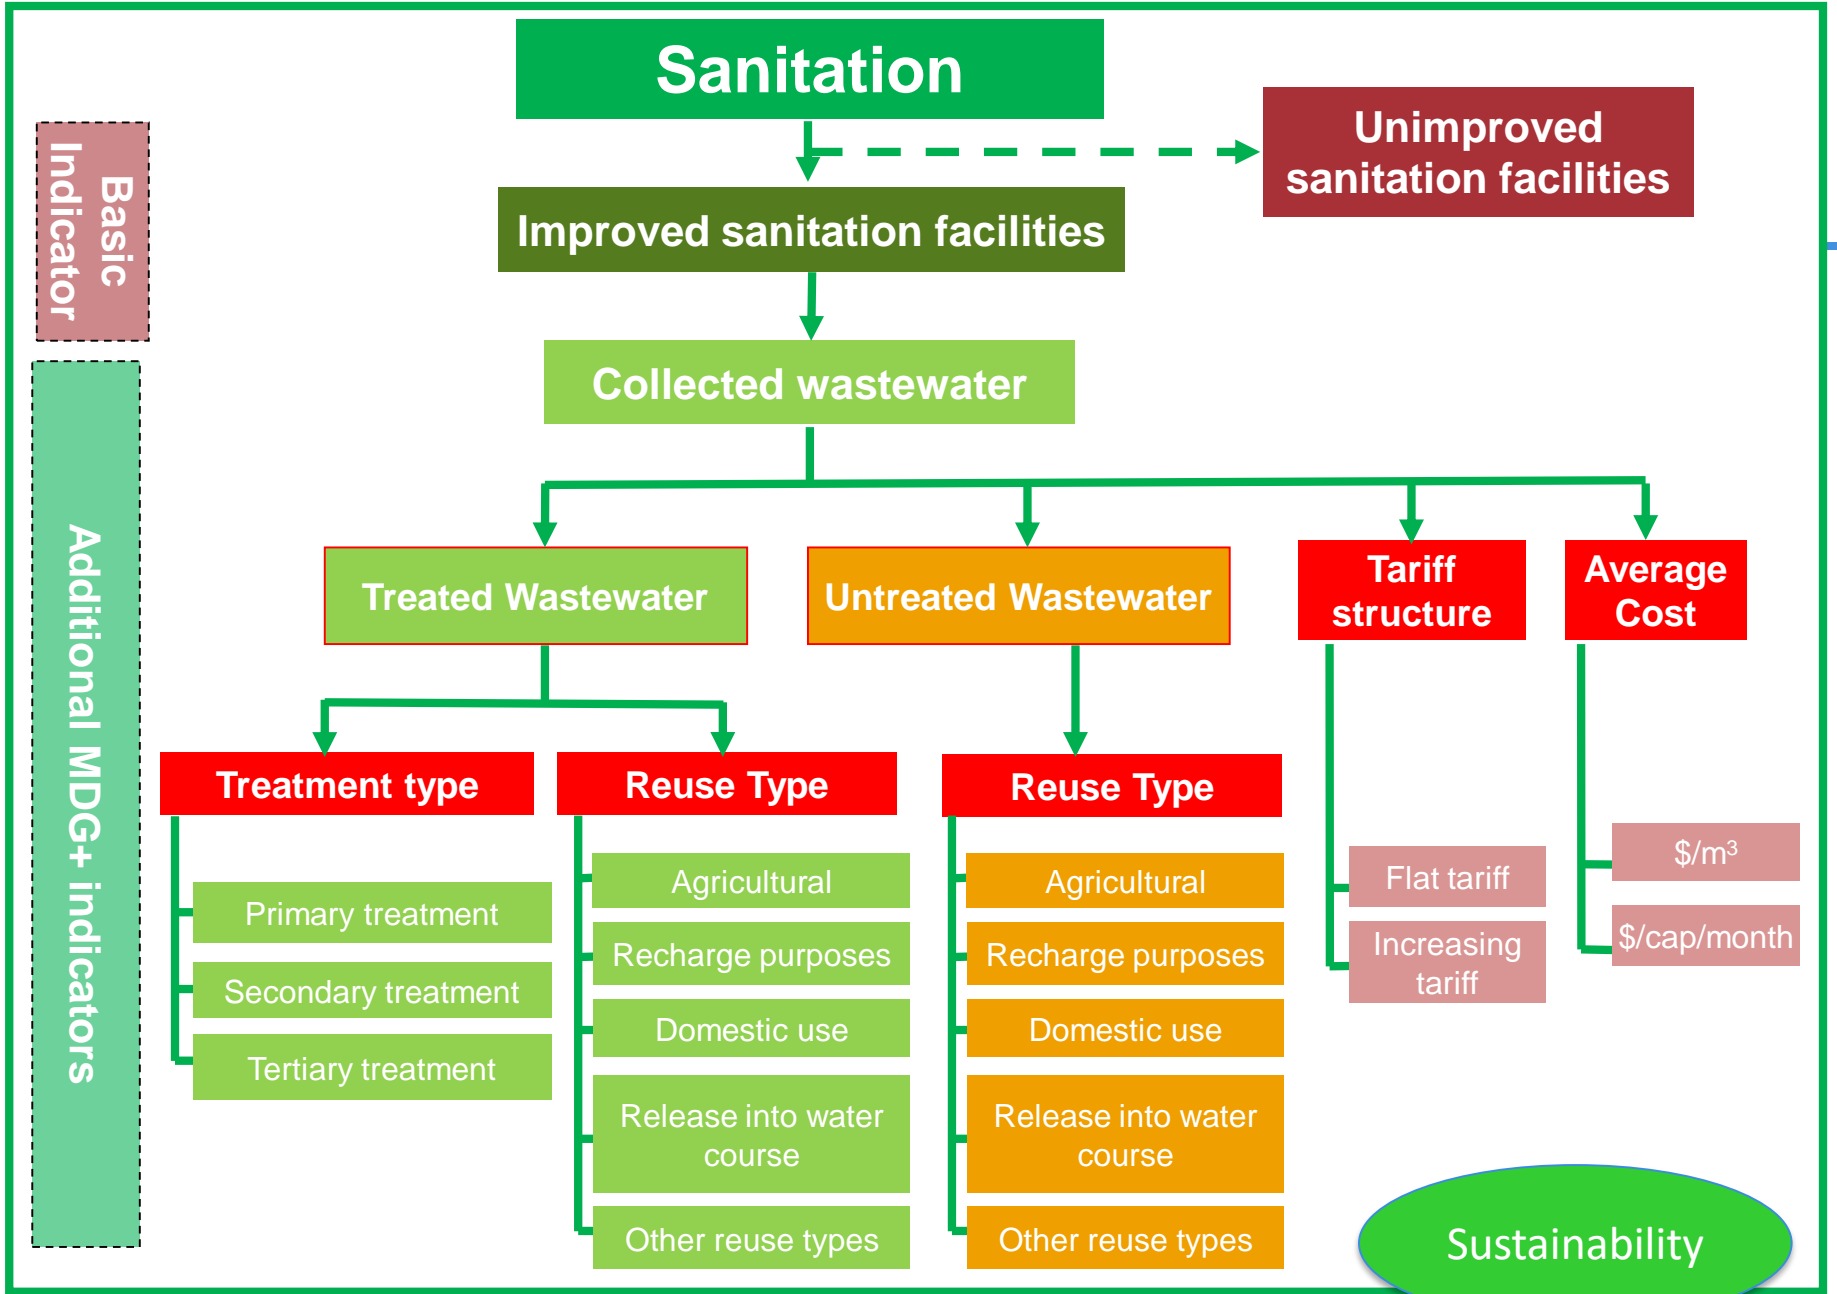 Sanitation
Unimproved
sanitation facilities
Basic
Indicator
Improved sanitation facilities
Collected wastewater
Additional MDG+ indicators
Treated Wastewater
Untreated Wastewater
Tariff
structure
Average
Cost
Treatment type
Reuse Type
Reuse Type
Primary treatment
Secondary treatment
Tertiary treatment
Agricultural
Recharge purposes
Domestic use
Release into water
course
Other reuse types
Agricultural
Recharge purposes
Domestic use
Release into water
course
Other reuse types
Flat tariff
Increasing
tariff
$/m³
$/cap/month
Sustainability